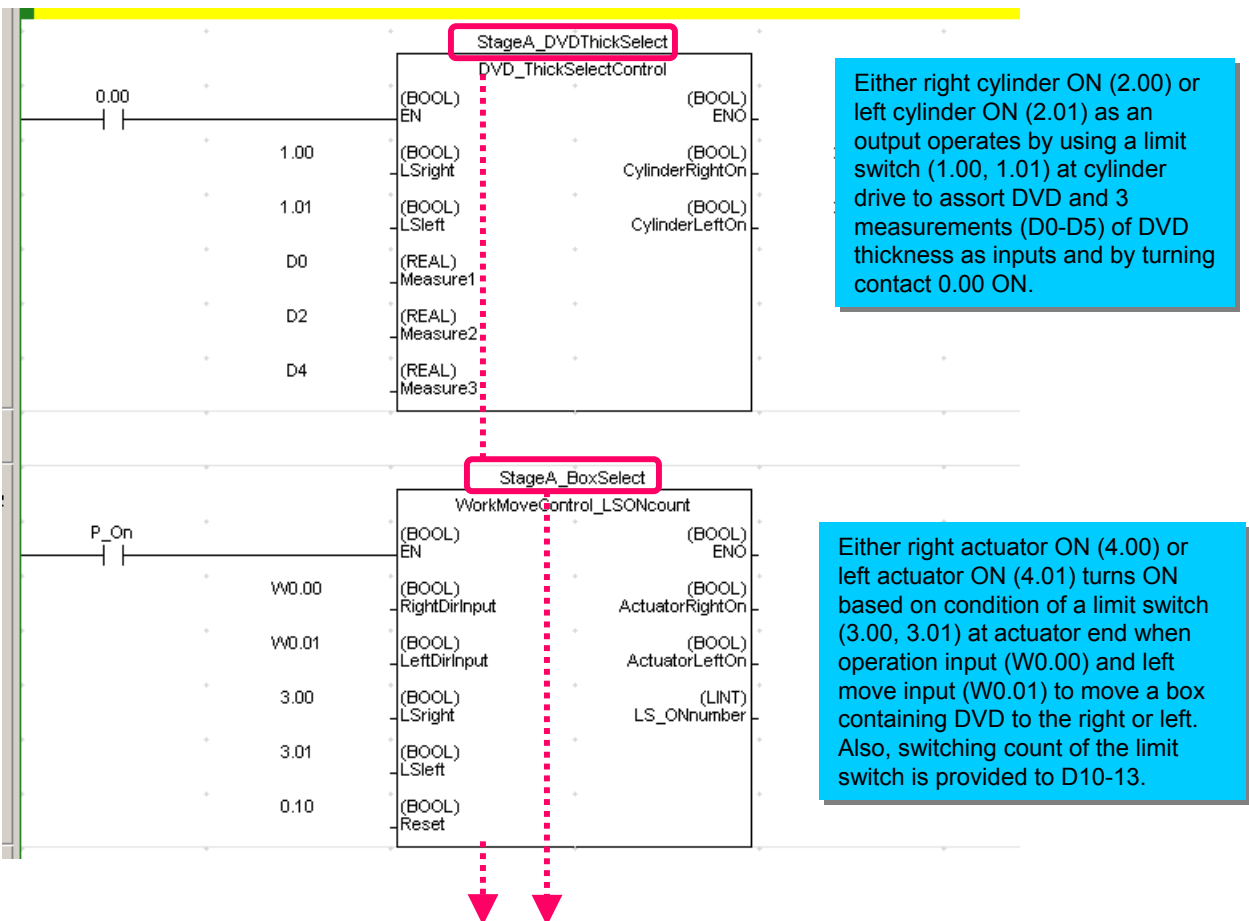 StageA_DVDThickSelect
DVD_ThickSelectControl
0.00
(BOOL)
EN
(BOOL)
ENO
1.00
(BOOL)
LSright
(BOOL)
CylinderRightOn
1.01
(BOOL)
LSleft
(BOOL)
CylinderLeftOn
D0
(REAL)
Measure1
D2
(REAL)
Measure2
D4
(REAL)
Measure3
Either right cylinder ON (2.00) or
left cylinder ON (2.01) as an
output operates by using a limit
switch (1.00, 1.01) at cylinder
drive to assort DVD and 3
measurements (D0-D5) of DVD
thickness as inputs and by turning
contact 0.00 ON.
StageA_BoxSelect
WorkMoveControl_LSONcount
P_On
(BOOL)
EN
(BOOL)
ENO
W0.00
(BOOL)
RightDirInput
(BOOL)
ActuatorRightOn
W0.01
(BOOL)
LeftDirInput
(BOOL)
ActuatorLeftOn
3.00
(BOOL)
LSright
(LINT)
LS_ONnumber
3.01
(BOOL)
LSleft
0.10
(BOOL)
Reset
Either right actuator ON (4.00) or
left actuator ON (4.01) turns ON
based on condition of a limit switch
(3.00, 3.01) at actuator end when
operation input (W0.00) and left
move input (W0.01) to move a box
containing DVD to the right or left.
Also, switching count of the limit
switch is provided to D10-13.